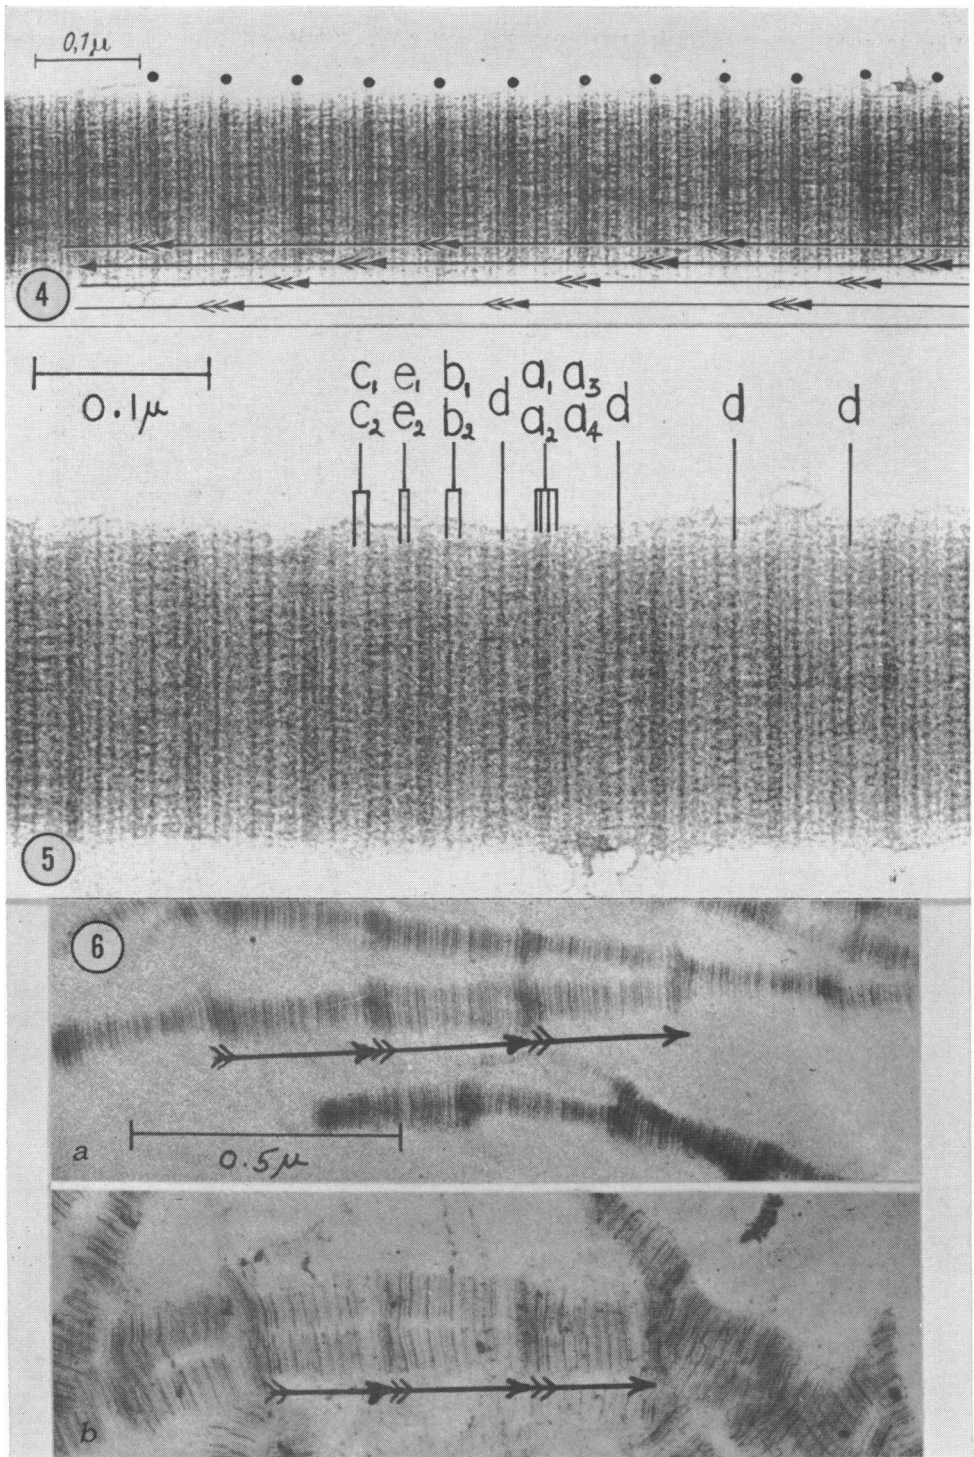 0,1µ
4
0.1µ
c₁ e₁ b₁ d a₁ a₃ d d d
c₂ e₂ b₂ a₂ a₄
5
6
a
0.5µ
b